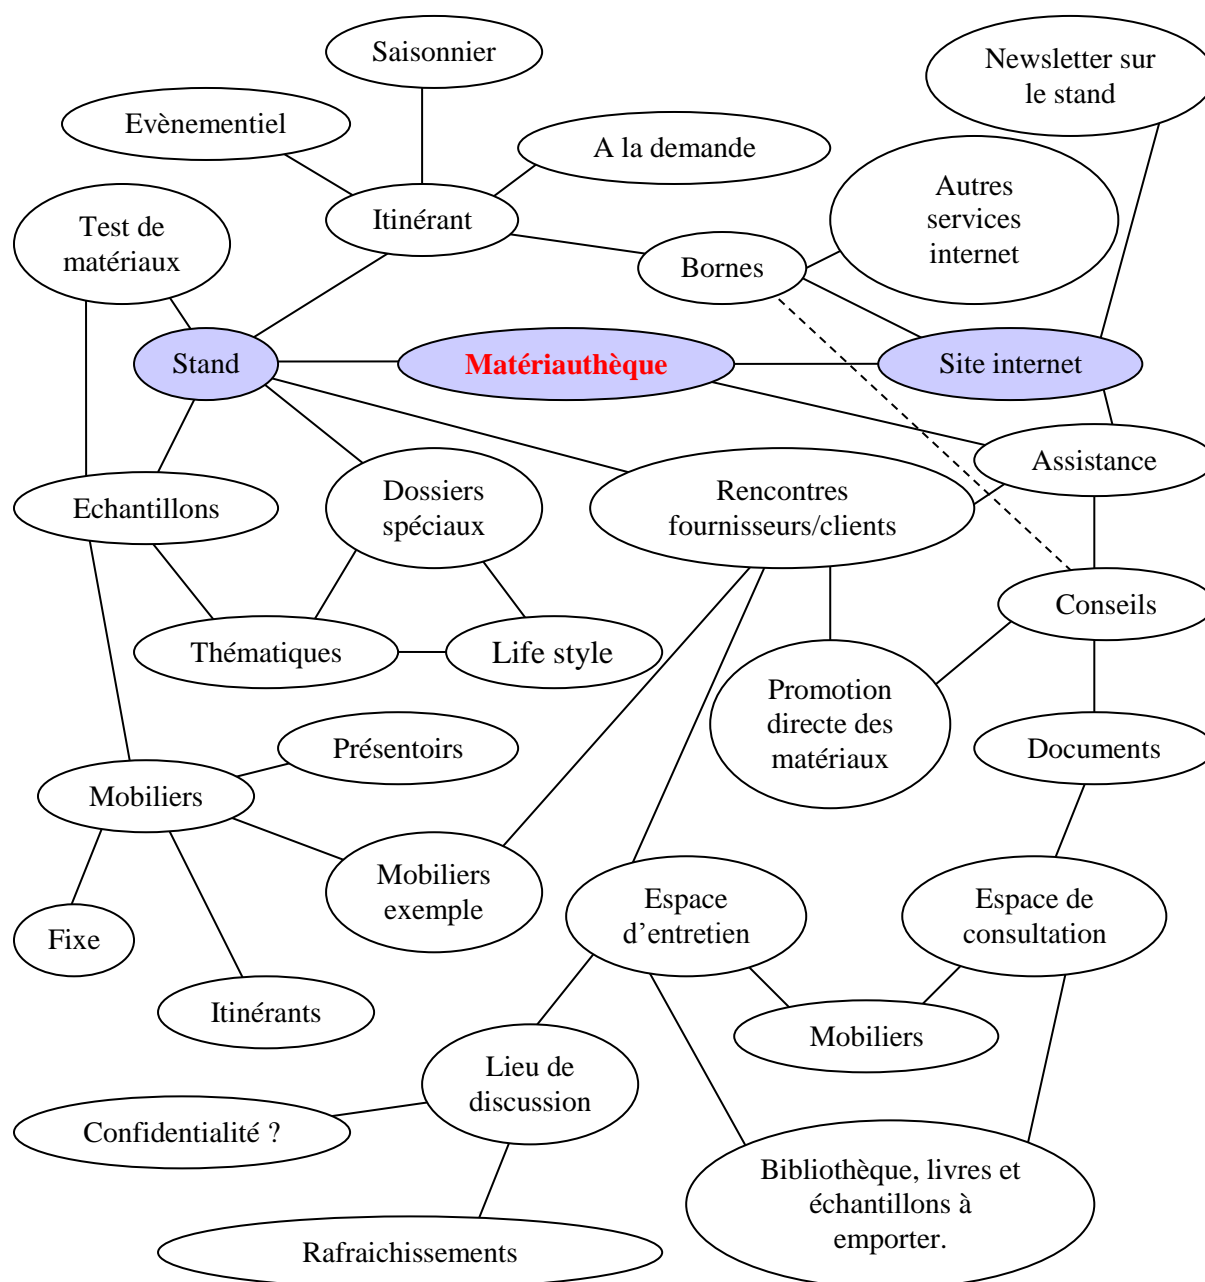 Saisonnier
Newsletter sur
le stand
Evènementiel
A la demande
Autres
services
internet
Test de
matériaux
Itinérant
Bornes
Stand
Matériauthèque
Site internet
Assistance
Echantillons
Dossiers
spéciaux
Rencontres
fournisseurs/clients
Conseils
Thématiques
Life style
Promotion
directe des
matériaux
Présentoirs
Documents
Mobiliers
Mobiliers
exemple
Espace
d’entretien
Espace de
consultation
Fixe
Itinérants
Mobiliers
Lieu de
discussion
Confidentialité ?
Bibliothèque, livres et
échantillons à
emporter.
Rafraichissements